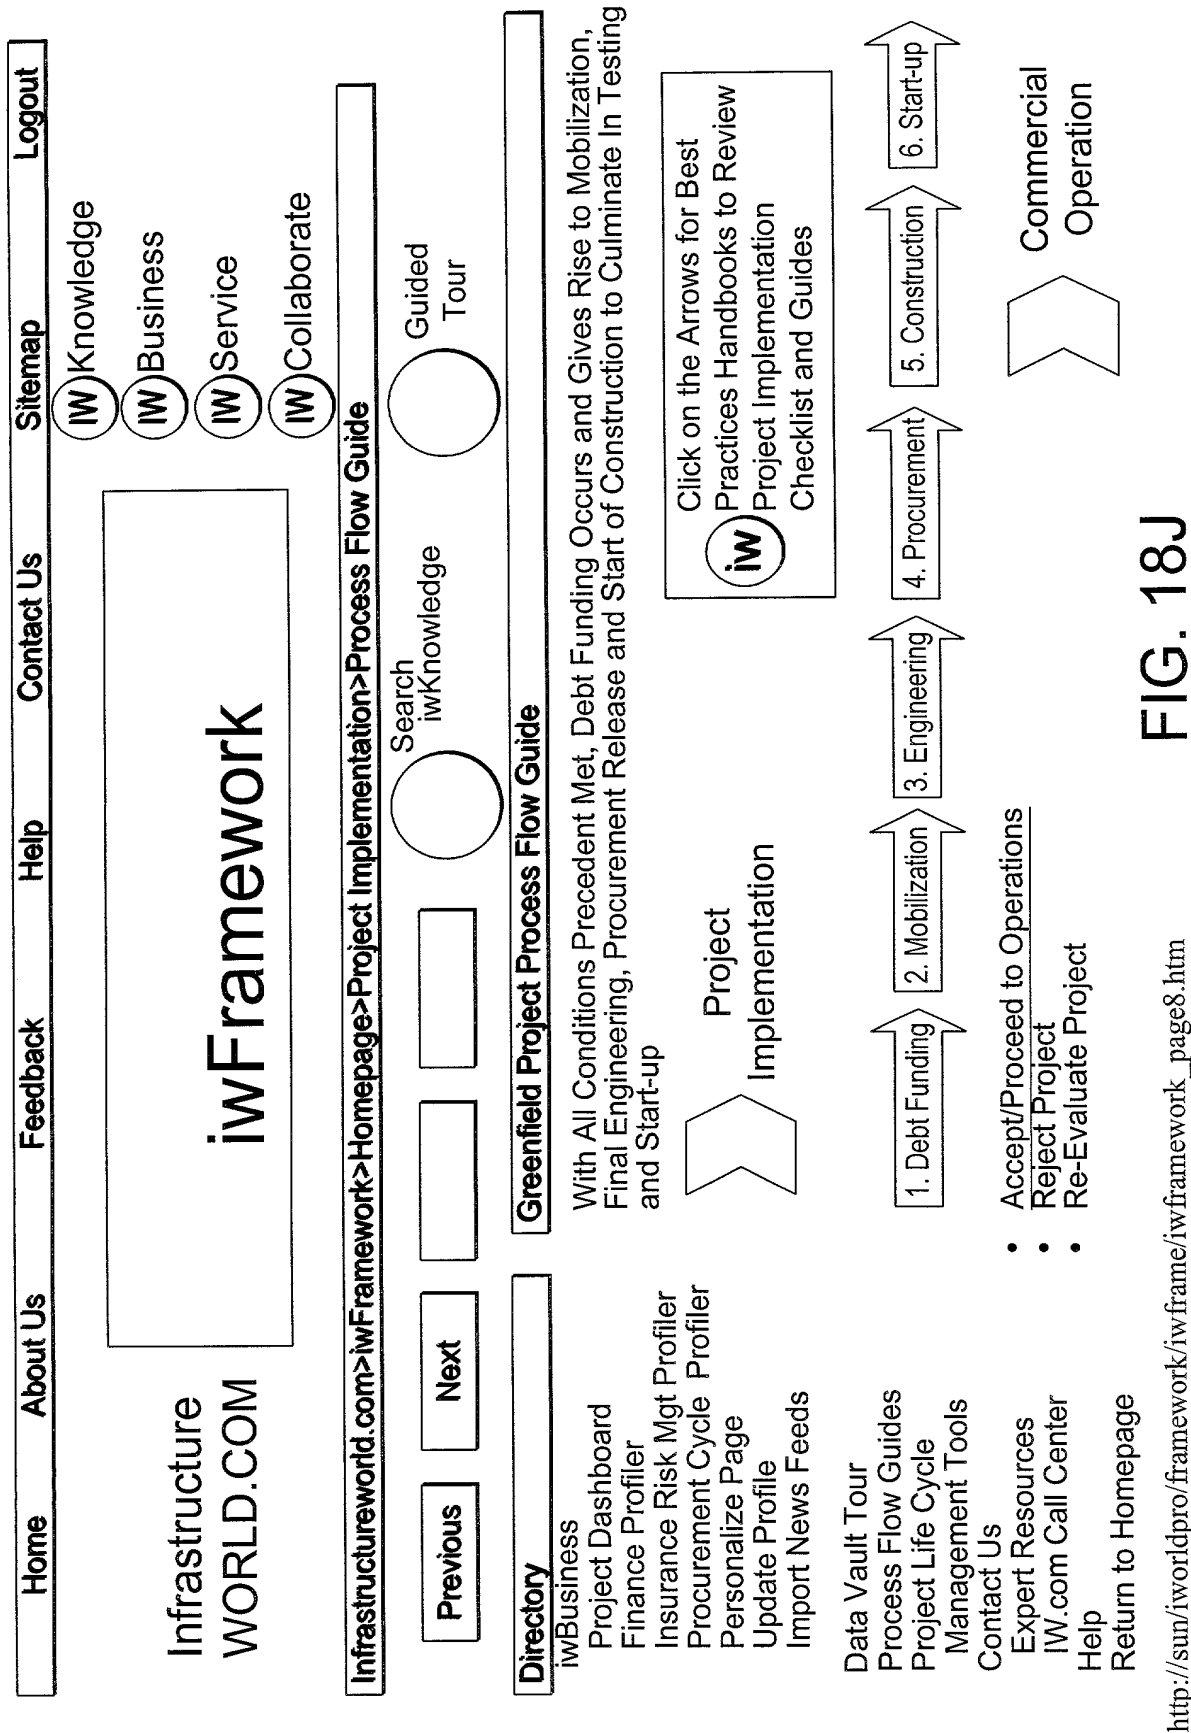 Home About Us Feedback Help Contact Us Sitemap Logout
Infrastructure
WORLD.COM
iwFramework
IW Knowledge
IW Business
IW Service
IW Collaborate
Infrastructureworld.com>iwFramework>Homepage>Project Implementation>Process Flow Guide
Previous
Next
Search
iwKnowledge
Guided
Tour
Directory
iwBusiness
Project Dashboard
Finance Profiler
Insurance Risk Mgt Profiler
Procurement Cycle Profiler
Personalize Page
Update Profile
Import News Feeds
Data Vault Tour
Process Flow Guides
Project Life Cycle
Management Tools
Contact Us
Expert Resources
IW.com Call Center
Help
Return to Homepage
Greenfield Project Process Flow Guide
With All Conditions Precedent Met, Debt Funding Occurs and Gives Rise to Mobilization,
Final Engineering, Procurement Release and Start of Construction to Culminate In Testing
and Start-up
Project
Implementation
iw
Click on the Arrows for Best
Practices Handbooks to Review
Project Implementation
Checklist and Guides
1. Debt Funding
2. Mobilization
3. Engineering
4. Procurement
5. Construction
6. Start-up
• Accept/Proceed to Operations
• Reject Project
• Re-Evaluate Project
Commercial
Operation
http://sun/iworldpro/framework/iwframe/iwframework_page8.htm
FIG. 18J